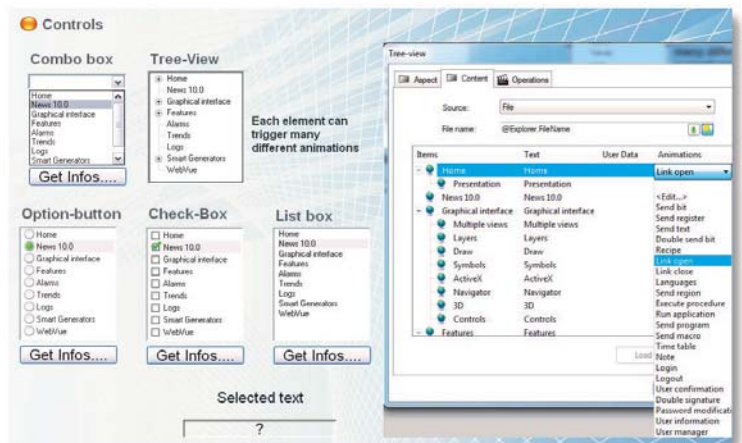 Controls
Combo box
Home
News 10.0
Graphical interface
Features
Alarms
Trends
Logs
Smart Generators
Get Infos....
Tree-View
Home
News 10.0
Graphical interface
Features
Alarms
Trends
Logs
Smart Generators
WebVue
Each element can
trigger many
different animations
Option-button
Home
News 10.0
Graphical interface
Features
Alarms
Trends
Logs
Smart Generators
WebVue
Get Infos....
Check-Box
Home
News 10.0
Graphical interface
Features
Alarms
Trends
Logs
Smart Generators
WebVue
Get Infos....
List box
Home
News 10.0
Graphical interface
Features
Alarms
Trends
Logs
Smart Generators
WebVue
Get Infos....
Selected text
?
Tree-view
Aspect Content Operations
Source: File
File name: @Explorer.FileName
Items Text User Data Animations
Home Home Link open
Presentation Presentation
News 10.0 News 10.0
Graphical interface Graphical interface
Multiple views Multiple views
Layers Layers
Draw Draw
Symbols Symbols
ActiveX ActiveX
Navigator Navigator
3D 3D
Controls Controls
Features Features
Load
<Edit...>
Send bit
Send register
Send text
Double send bit
Recipe
Link open
Link close
Languages
Send region
Execute procedure
Run application
Send program
Send macro
Time table
Note
Login
Logout
User confirmation
Double signature
Password modificati
User information
User manager